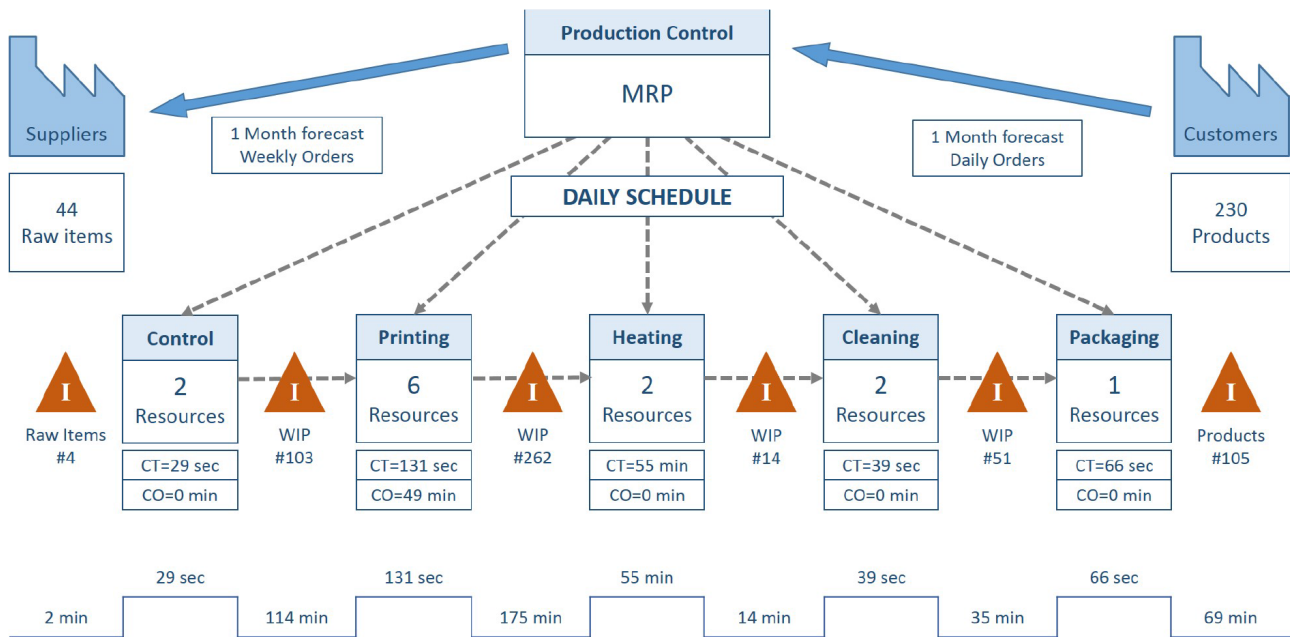 Production Control
MRP
Suppliers
1 Month forecast
Weekly Orders
1 Month forecast
Daily Orders
Customers
44
Raw items
DAILY SCHEDULE
230
Products
Control
Printing
Heating
Cleaning
Packaging
I
2
Resources
I
6
Resources
I
2
Resources
I
2
Resources
I
1
Resources
I
Raw Items
#4
WIP
#103
WIP
#262
WIP
#14
WIP
#51
Products
#105
CT=29 sec
CO=0 min
CT=131 sec
CO=49 min
CT=55 min
CO=0 min
CT=39 sec
CO=0 min
CT=66 sec
CO=0 min
29 sec
131 sec
55 min
39 sec
66 sec
2 min
114 min
175 min
14 min
35 min
69 min